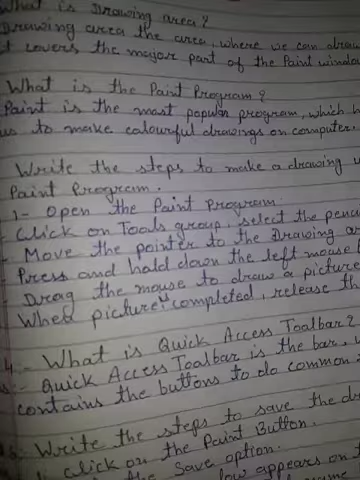 What is Drawing area?
Drawing area the area, where we can draw
It covers the major part of the Paint window
What is the Paint Program?
Paint is the most popular program, which h
us to make colourful drawings on computer.
Write the steps to make a drawing u
Paint Program.
1- Open the Paint Program.
- Click on Tools group, select the penc
- Move the pointer to the Drawing ar
- Press and hold down the left mouse
- Drag the mouse to draw a picture
- When picture is completed, release th
4 - What is Quick Access Toolbar?
:- Quick Access Toolbar is the bar, w
contains the buttons to do common
Write the steps to save the dr
click on the Paint Button.
the Save option.
appears on t